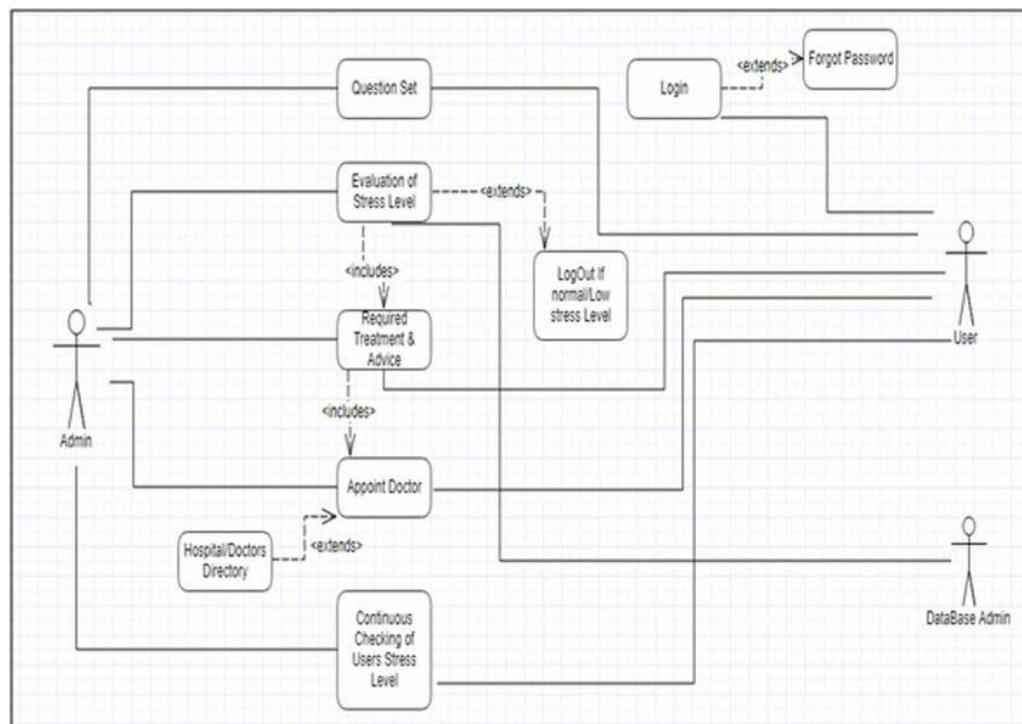 Forgot Password
<extends>
Login
Question Set
Evaluation of
Stress Level
<extends>
<includes>
LogOut If
normal/Low
stress Level
Required
Treatment &
Advice
User
<includes>
Admin
Appoint Doctor
Hospital/Doctors
Directory
<extends>
Continuous
Checking of
Users Stress
Level
DataBase Admin